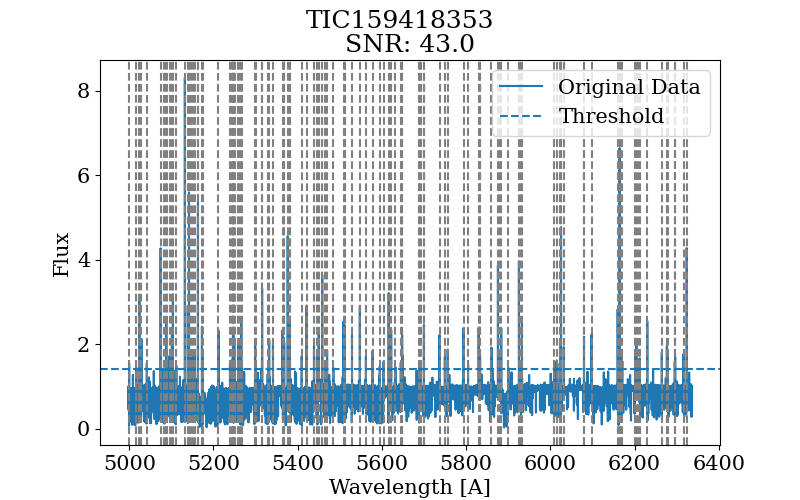 TIC159418353
SNR: 43.0
Original Data
Threshold
Flux
8
6
4
2
0
5000 5200 5400 5600 5800 6000 6200 6400
Wavelength [A]